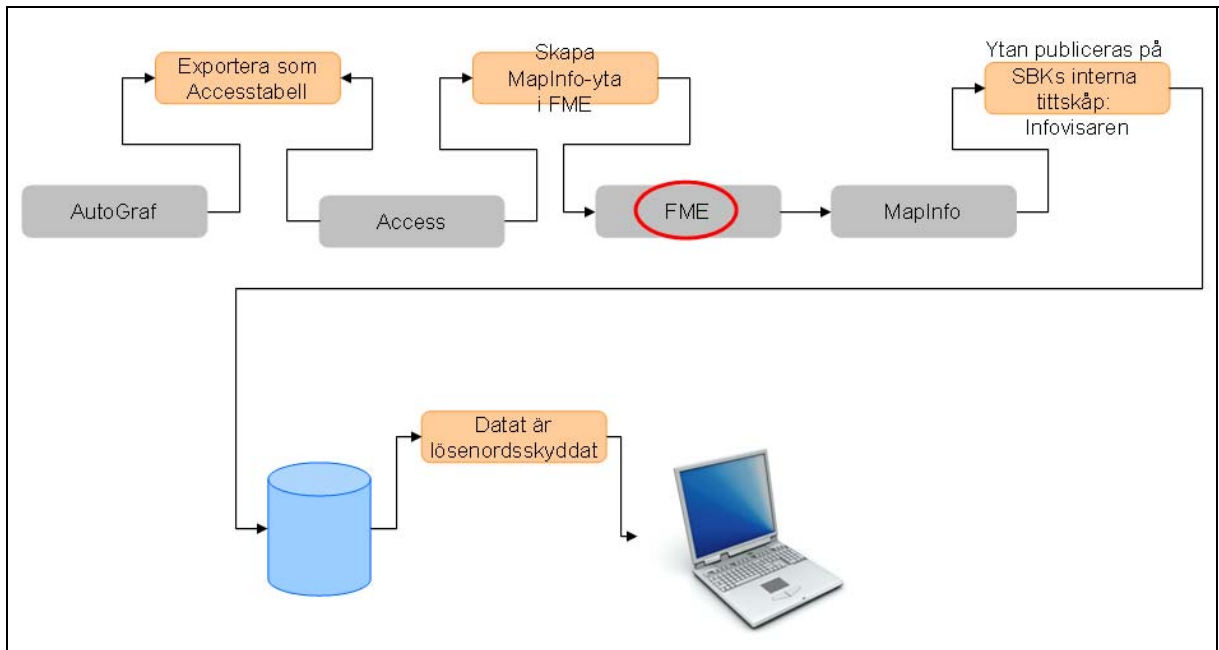 Exportera som
Accesstabell
Skapa
MapInfo-yta
i FME
Ytan publiceras på
SBKs interna
tittskåp:
Infovisaren
AutoGraf
Access
FME
MapInfo
Datat är
lösenordsskyddat